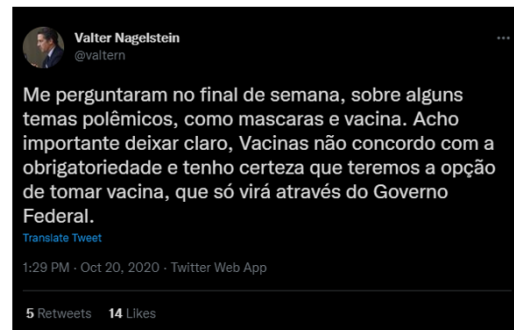 Valter Nagelstein
@valtern
Me perguntaram no final de semana, sobre alguns
temas polêmicos, como mascaras e vacina. Acho
importante deixar claro, Vacinas não concordo com a
obrigatoriedade e tenho certeza que teremos a opção
de tomar vacina, que só virá através do Governo
Federal.
Translate Tweet
1:29 PM · Oct 20, 2020 · Twitter Web App
5 Retweets 14 Likes